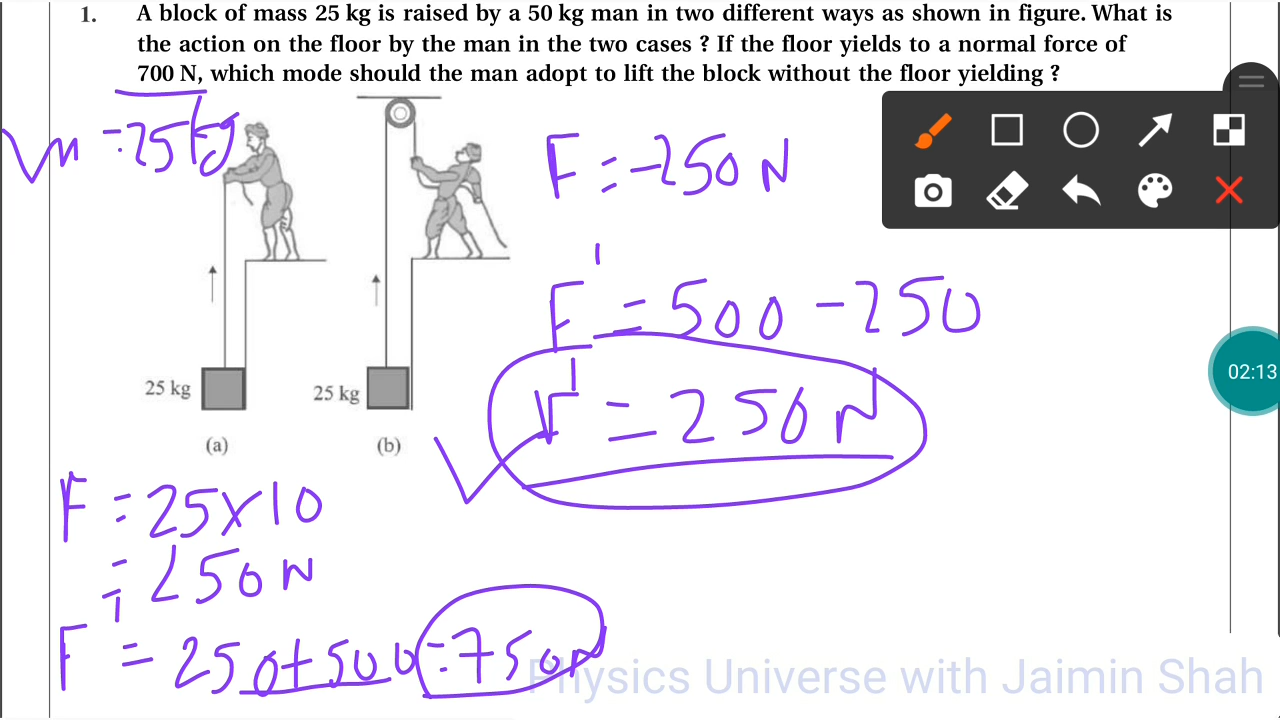 1. A block of mass 25 kg is raised by a 50 kg man in two different ways as shown in figure. What is
the action on the floor by the man in the two cases ? If the floor yields to a normal force of
700 N, which mode should the man adopt to lift the block without the floor yielding ?
m = 25 kg
F = -250 N
F' = 500 - 250
F' = 250 N
02:13
25 kg
25 kg
(a)
(b)
F = 25 x 10
= 250 N
F' = 250 + 500 = 750 N
Physics Universe with Jaimin Shah